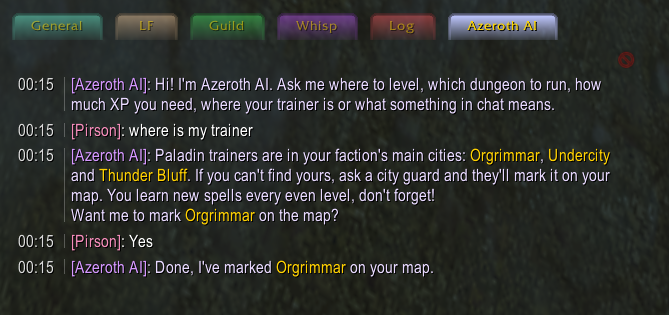 General LF Guild Whisp Log Azeroth AI
00:15 [Azeroth AI]: Hi! I'm Azeroth AI. Ask me where to level, which dungeon to run, how
much XP you need, where your trainer is or what something in chat means.
00:15 [Pirson]: where is my trainer
00:15 [Azeroth AI]: Paladin trainers are in your faction's main cities: Orgrimmar, Undercity
and Thunder Bluff. If you can't find yours, ask a city guard and they'll mark it on your
map. You learn new spells every even level, don't forget!
Want me to mark Orgrimmar on the map?
00:15 [Pirson]: Yes
00:15 [Azeroth AI]: Done, I've marked Orgrimmar on your map.